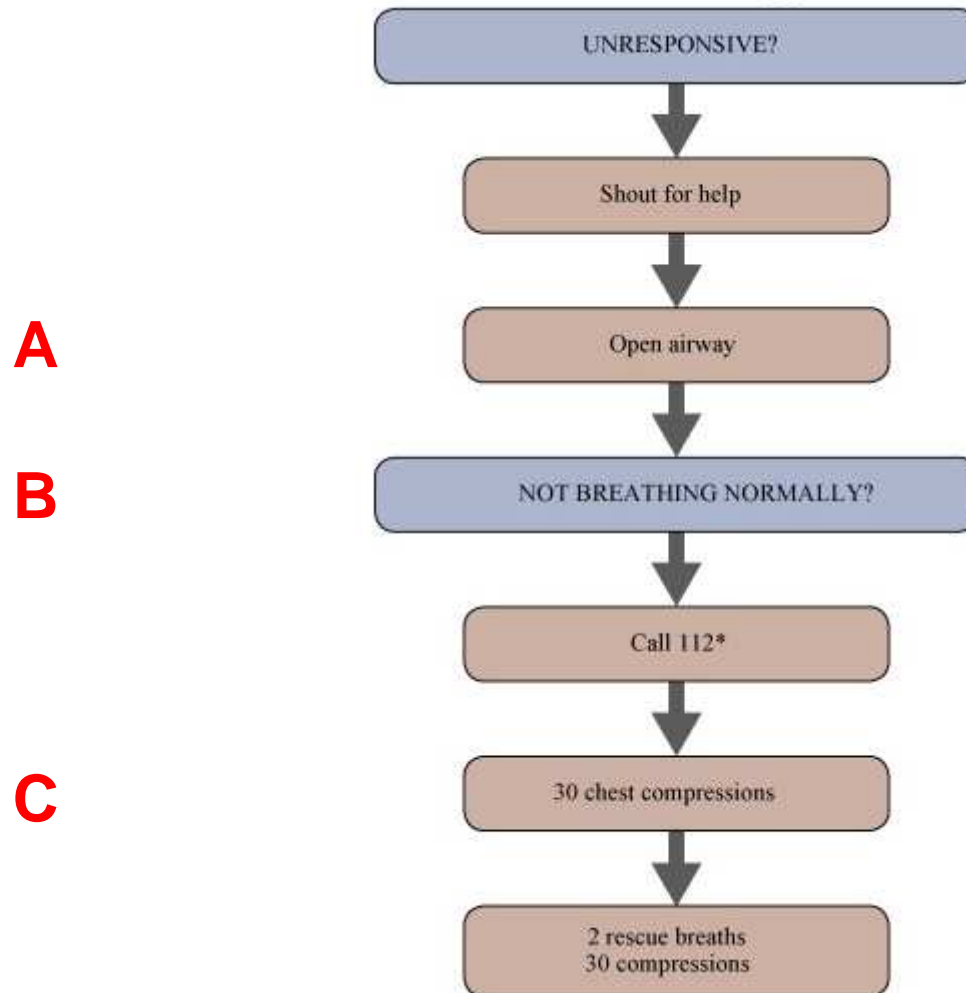 UNRESPONSIVE?
Shout for help
A
Open airway
B
NOT BREATHING NORMALLY?
Call 112*
C
30 chest compressions
2 rescue breaths
30 compressions